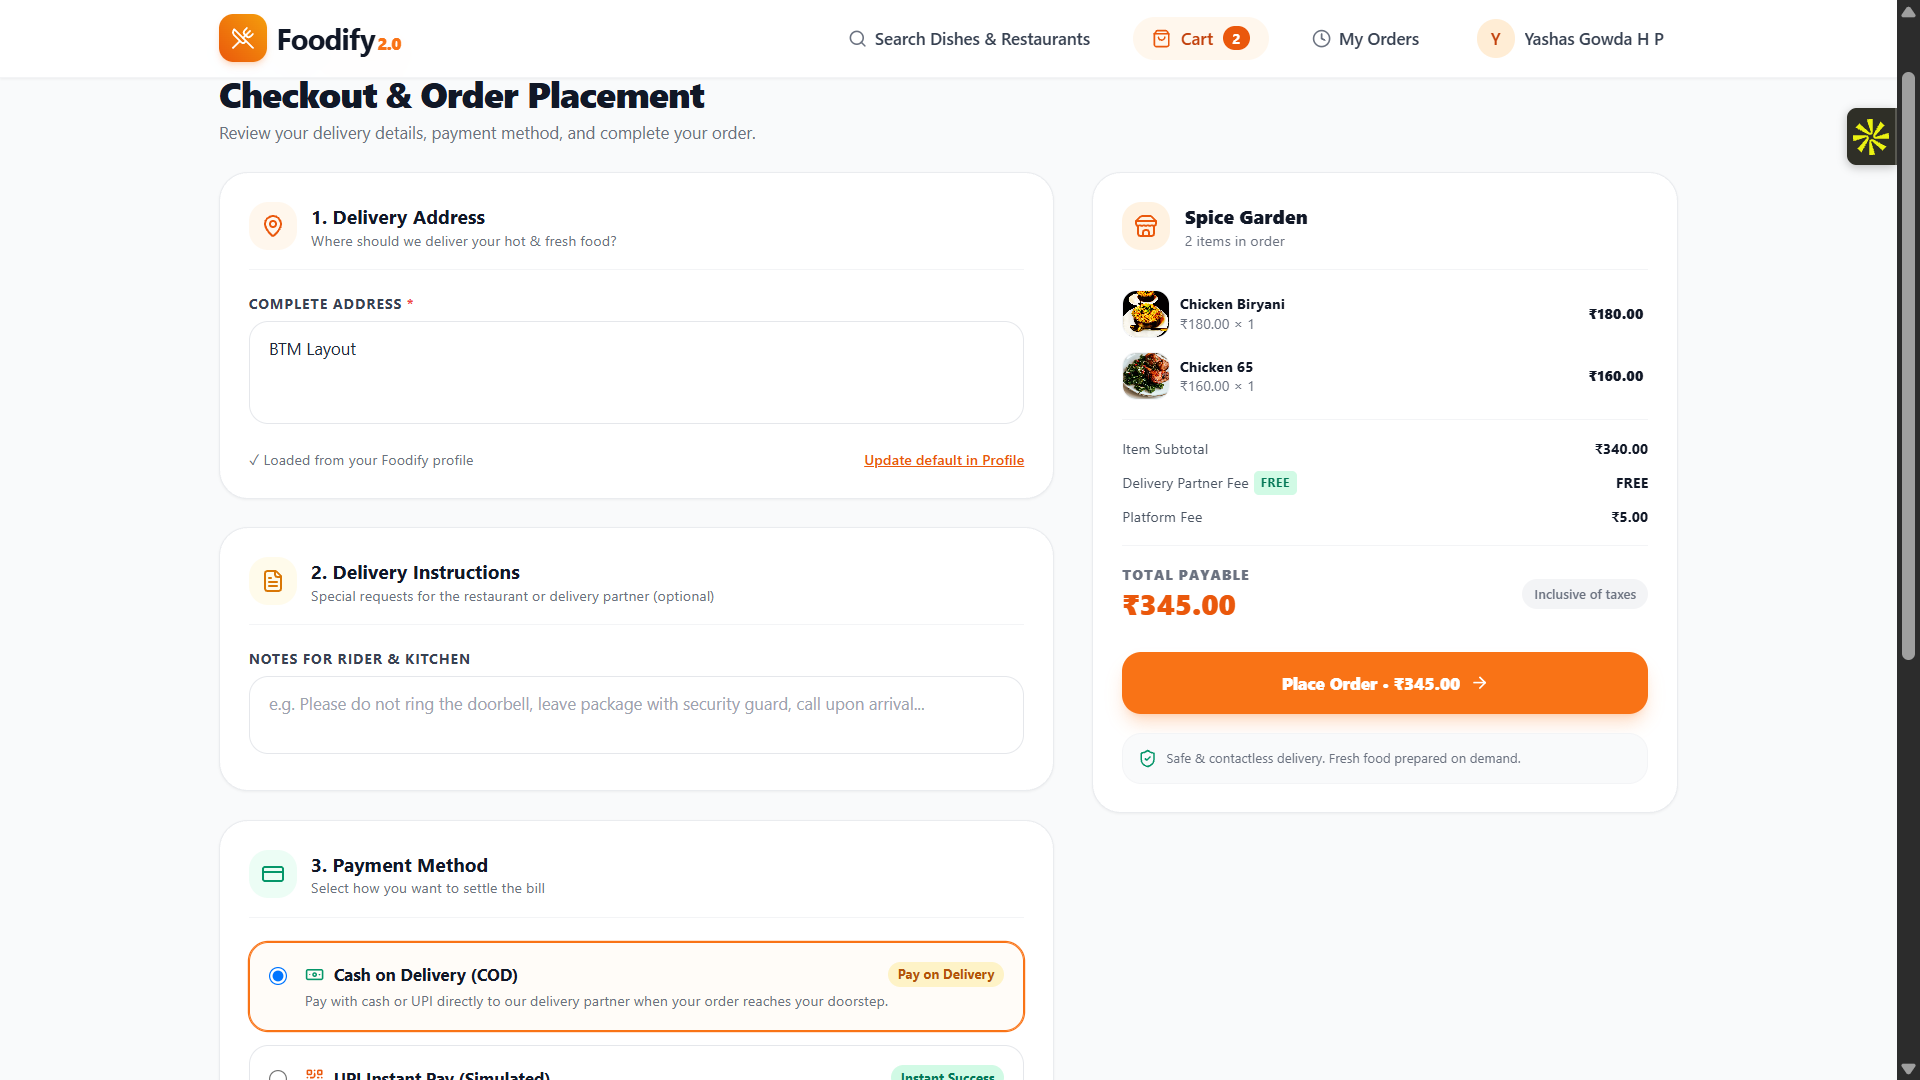 Foodify 2.0
Search Dishes & Restaurants
Cart 2
My Orders
Y Yashas Gowda H P
Checkout & Order Placement
Review your delivery details, payment method, and complete your order.
1. Delivery Address
Where should we deliver your hot & fresh food?
COMPLETE ADDRESS *
BTM Layout
✓ Loaded from your Foodify profile
Update default in Profile
2. Delivery Instructions
Special requests for the restaurant or delivery partner (optional)
NOTES FOR RIDER & KITCHEN
e.g. Please do not ring the doorbell, leave package with security guard, call upon arrival...
3. Payment Method
Select how you want to settle the bill
Cash on Delivery (COD)
Pay on Delivery
Pay with cash or UPI directly to our delivery partner when your order reaches your doorstep.
UPI Instant Pay (Simulated)
Instant Success
Spice Garden
2 items in order
Chicken Biryani
₹180.00 × 1
₹180.00
Chicken 65
₹160.00 × 1
₹160.00
Item Subtotal ₹340.00
Delivery Partner Fee FREE FREE
Platform Fee ₹5.00
TOTAL PAYABLE
₹345.00
Inclusive of taxes
Place Order • ₹345.00 →
Safe & contactless delivery. Fresh food prepared on demand.